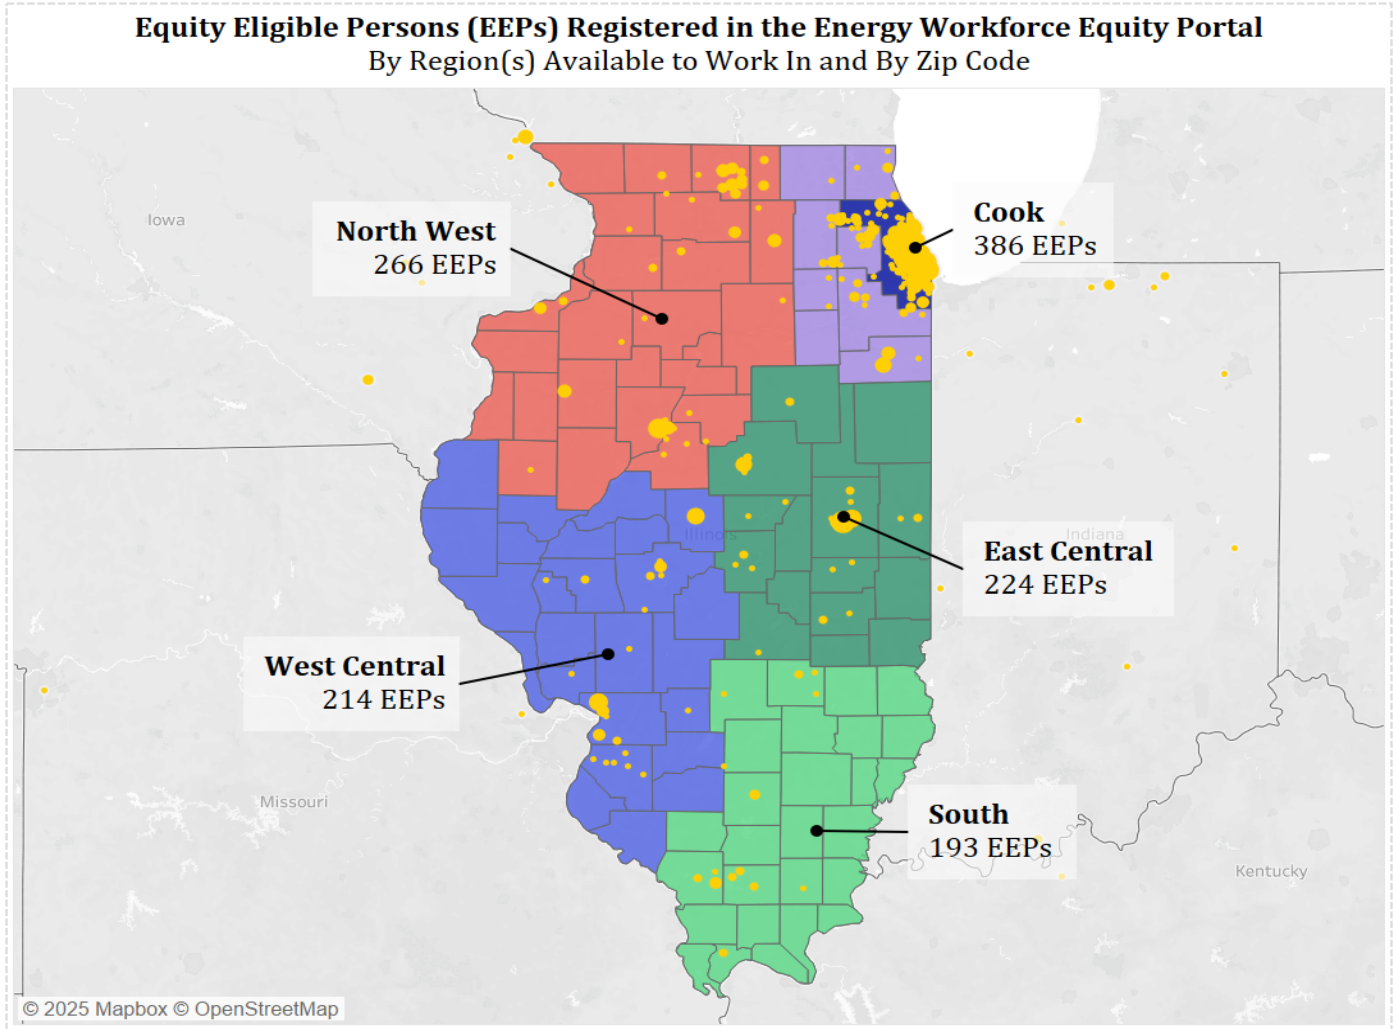 Equity Eligible Persons (EEPs) Registered in the Energy Workforce Equity Portal
By Region(s) Available to Work In and By Zip Code
Iowa
North West
266 EEPs
Cook
386 EEPs
Illinois
Indiana
East Central
224 EEPs
West Central
214 EEPs
Missouri
South
193 EEPs
Kentucky
© 2025 Mapbox © OpenStreetMap